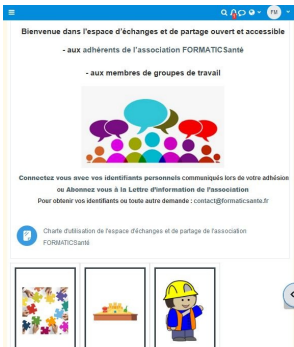 FM
Bienvenue dans l'espace d'échanges et de partage ouvert et accessible
- aux adhérents de l'association FORMATICSanté
- aux membres de groupes de travail
Connectez vous avec vos identifiants personnels communiqués lors de votre adhésion
ou Abonnez vous à la Lettre d'information de l'association
Pour obtenir vos identifiants ou toute autre demande : contact@formaticsante.fr
Charte d'utilisation de l'espace d'échanges et de partage de l'association
FORMATICSanté